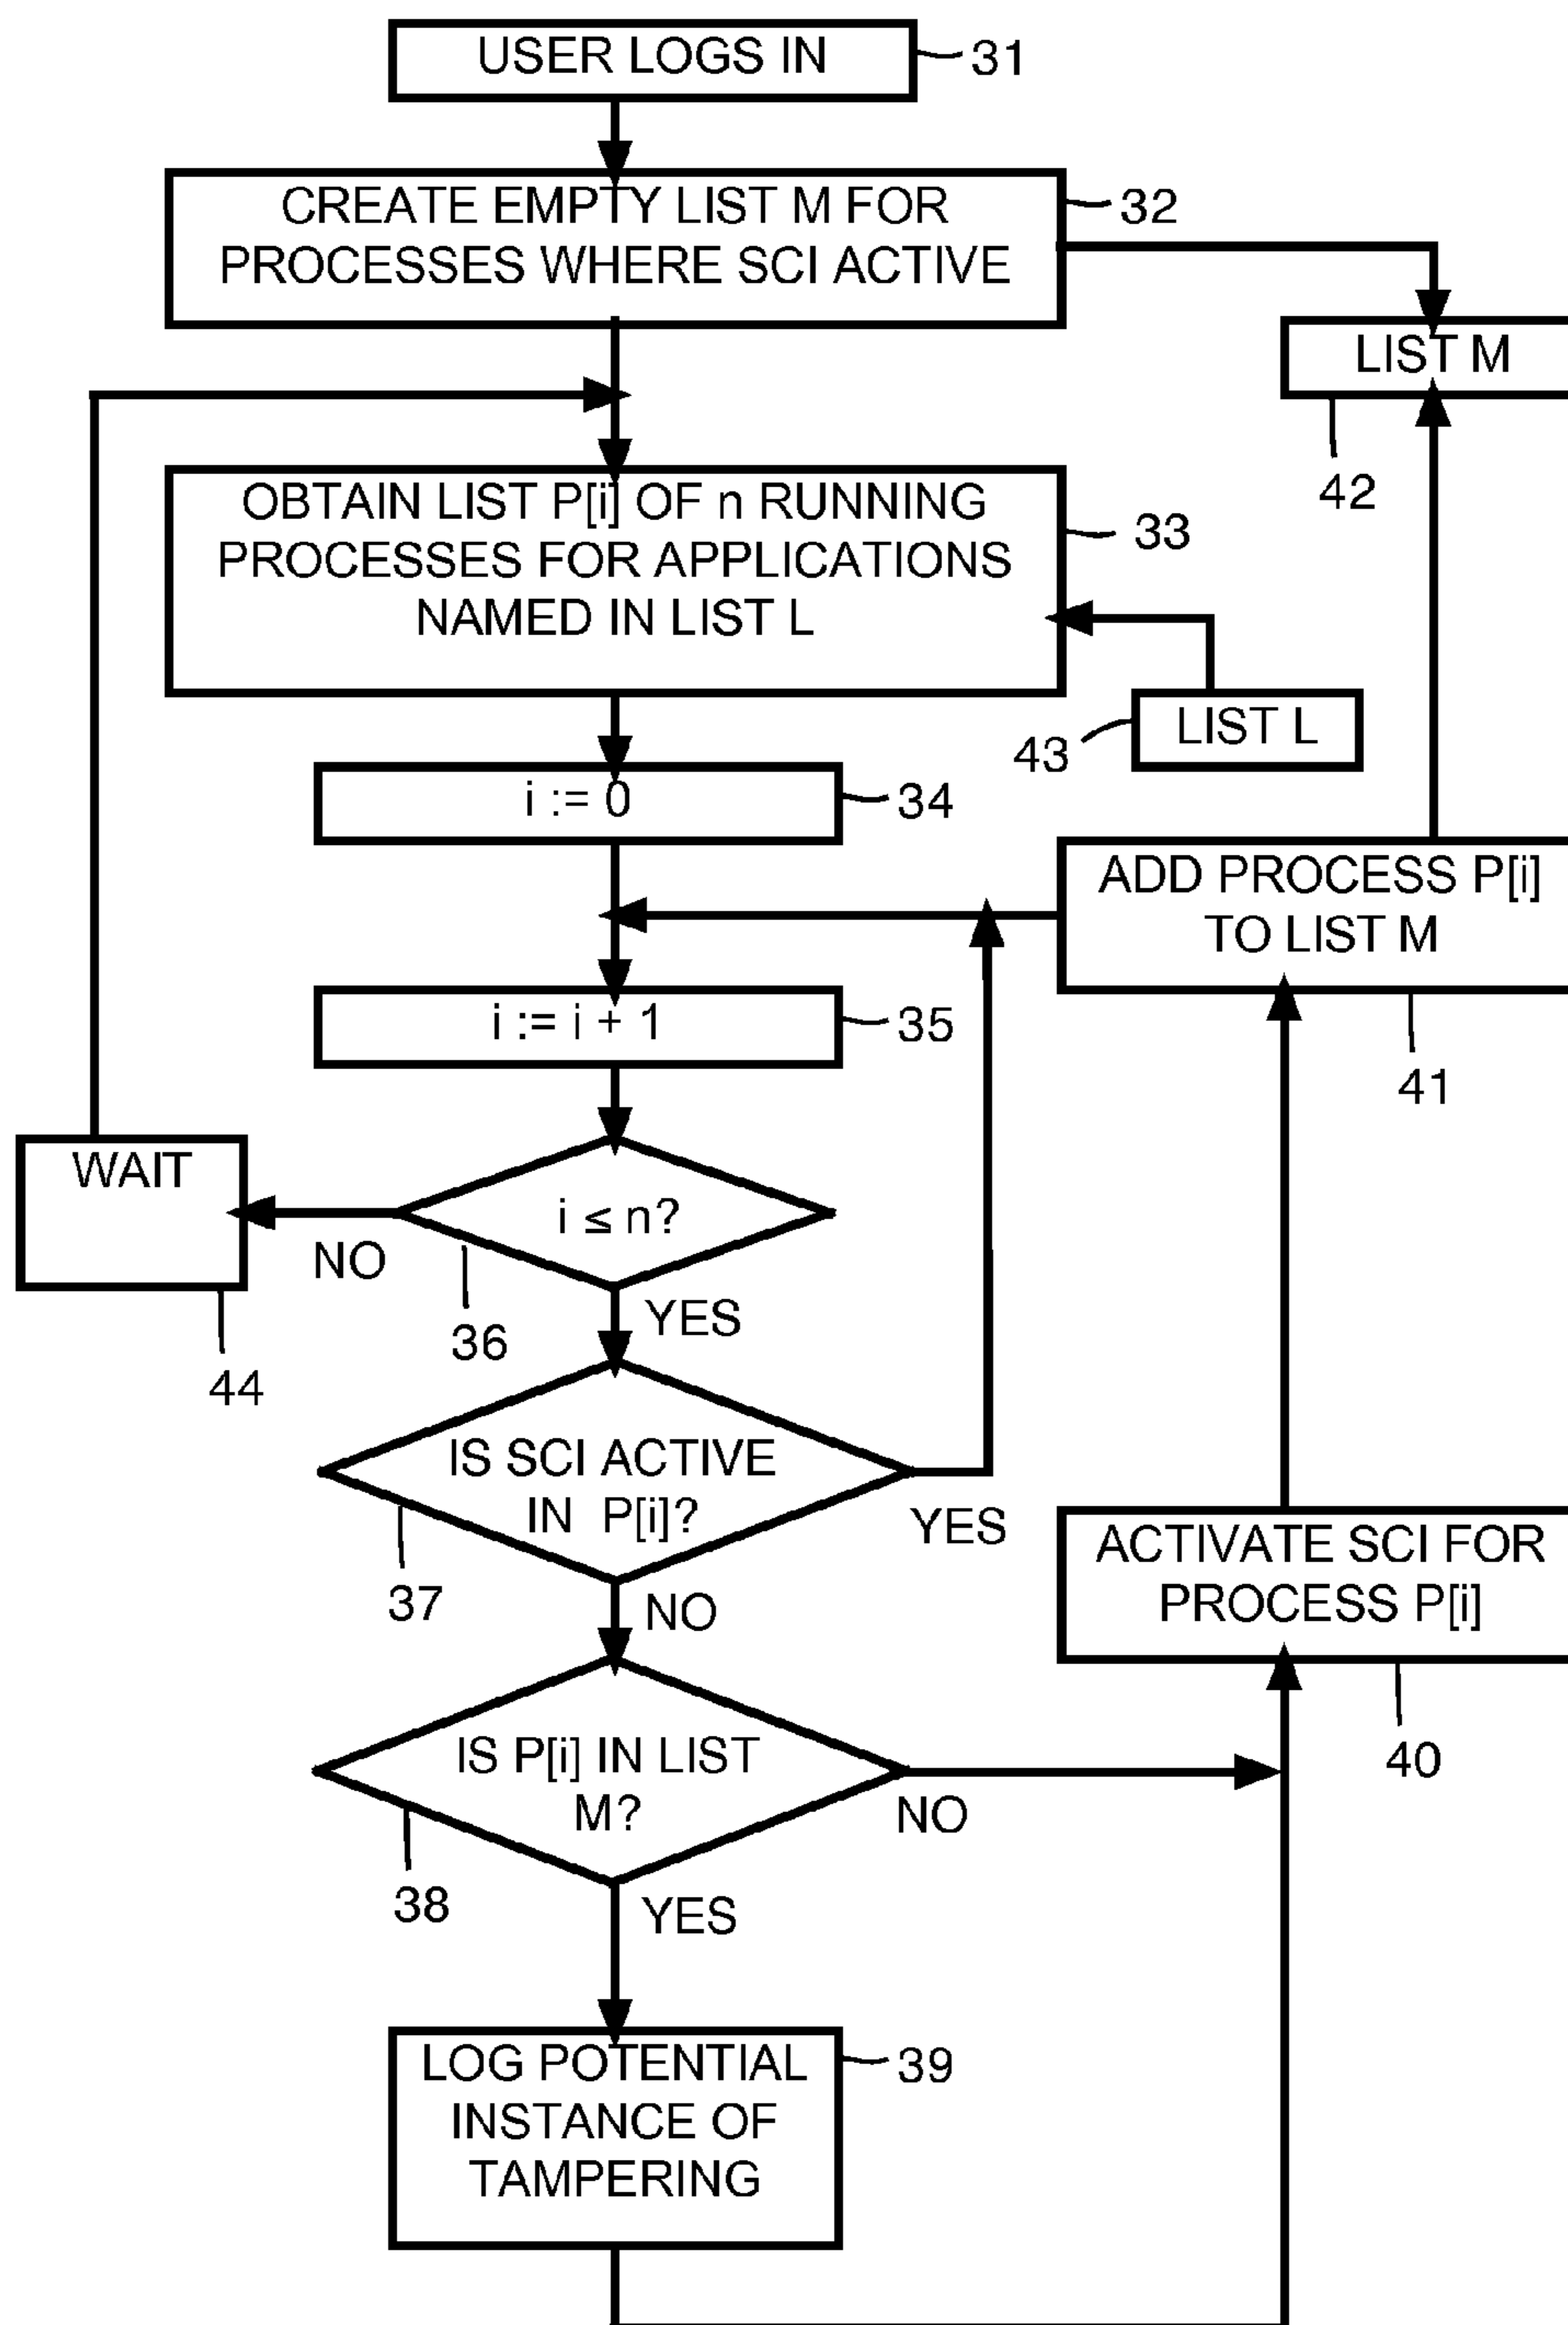 USER LOGS IN
31
CREATE EMPTY LIST M FOR
PROCESSES WHERE SCI ACTIVE
32
LIST M
42
OBTAIN LIST P[i] OF n RUNNING
PROCESSES FOR APPLICATIONS
NAMED IN LIST L
33
LIST L
43
i := 0
34
ADD PROCESS P[i]
TO LIST M
41
i := i + 1
35
WAIT
44
i ≤ n?
NO
36
YES
IS SCI ACTIVE
IN P[i]?
YES
37
NO
ACTIVATE SCI FOR
PROCESS P[i]
40
IS P[i] IN LIST
M?
NO
38
YES
LOG POTENTIAL
INSTANCE OF
TAMPERING
39